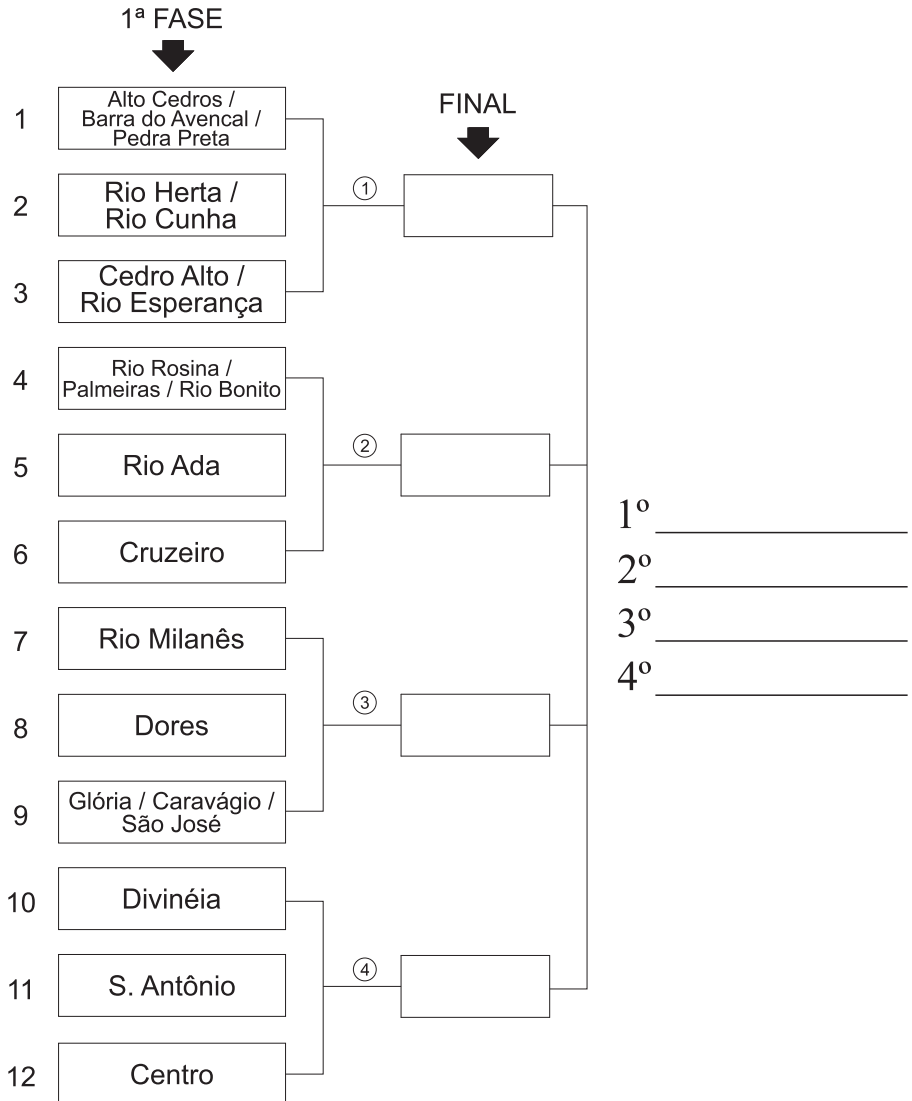 1ª FASE
FINAL
1
Alto Cedros /
Barra do Avencal /
Pedra Preta
2
Rio Herta /
Rio Cunha
①
3
Cedro Alto /
Rio Esperança
4
Rio Rosina /
Palmeiras / Rio Bonito
5
Rio Ada
②
6
Cruzeiro
7
Rio Milanês
8
Dores
③
9
Glória / Caravágio /
São José
10
Divinéia
11
S. Antônio
④
12
Centro
1º
2º
3º
4º